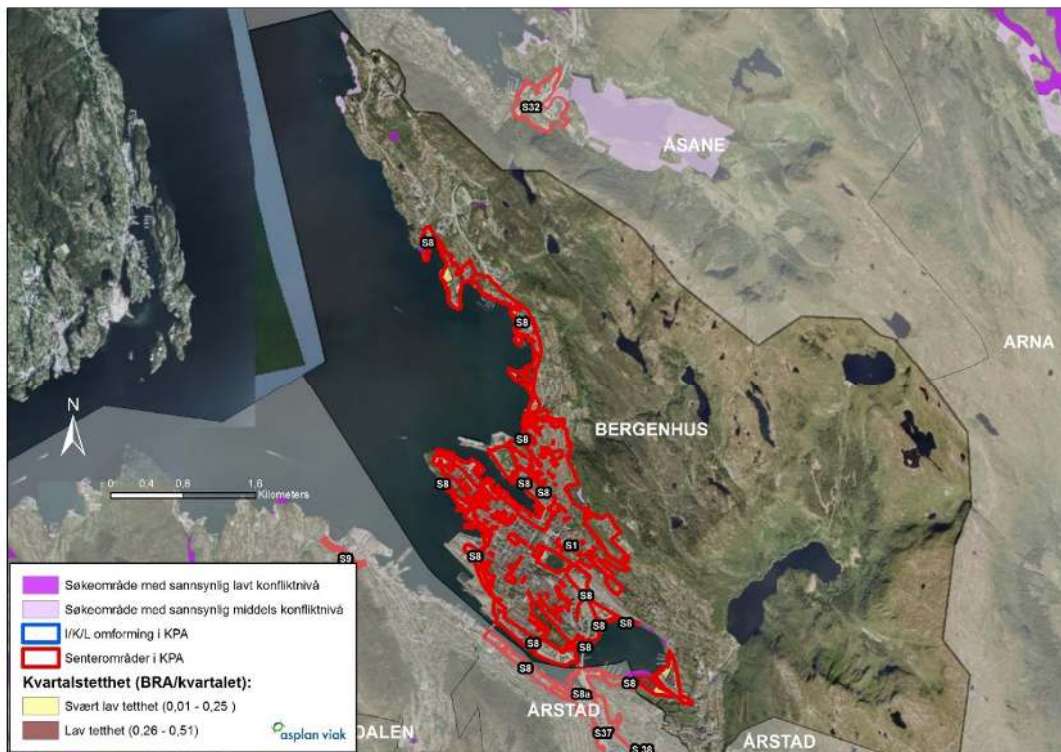 S32
ÅSANE
S8
S8
ARNA
BERGENHUS
N
S8
0 0,4 0,8 1,6
Kilometers
S8
S8
S8
S1
S8
S9
S8
S8
S8
S8
S8
S8
S8
S8a
ÅRSTAD
S37
S38
ÅRSTAD
DALEN
Søkeområde med sannsynlig lavt konfliktnivå
Søkeområde med sannsynlig middels konfliktnivå
I/K/L omforming i KPA
Senterområder i KPA
Kvartalstetthet (BRA/kvartalet):
Svært lav tetthet (0,01 - 0,25 )
Lav tetthet (0,26 - 0,51)
asplan viak